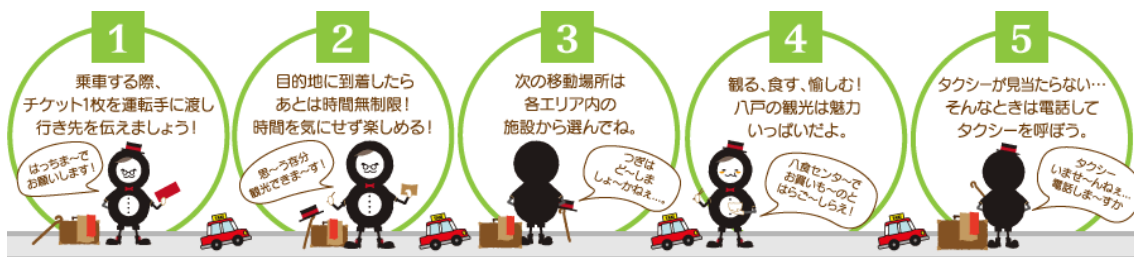 1
乗車する際、
チケット1枚を運転手に渡し
行き先を伝えましょう!
はっちま〜で
お願いします!
2
目的地に到着したら
あとは時間無制限!
時間を気にせず楽しめる!
思〜う存分
観光できま〜す!
3
次の移動場所は
各エリア内の
施設から選んでね。
つぎは
ど〜しま
しょ〜かねぇ…。
4
観る、食す、愉しむ!
八戸の観光は魅力
いっぱいだよ。
八食センタ〜で
お買いも〜のと
はらご〜しらえ!
5
タクシーが見当たらない…
そんなときは電話して
タクシーを呼ぼう。
タクシー
いませ〜んねぇ…
電話しま〜すか